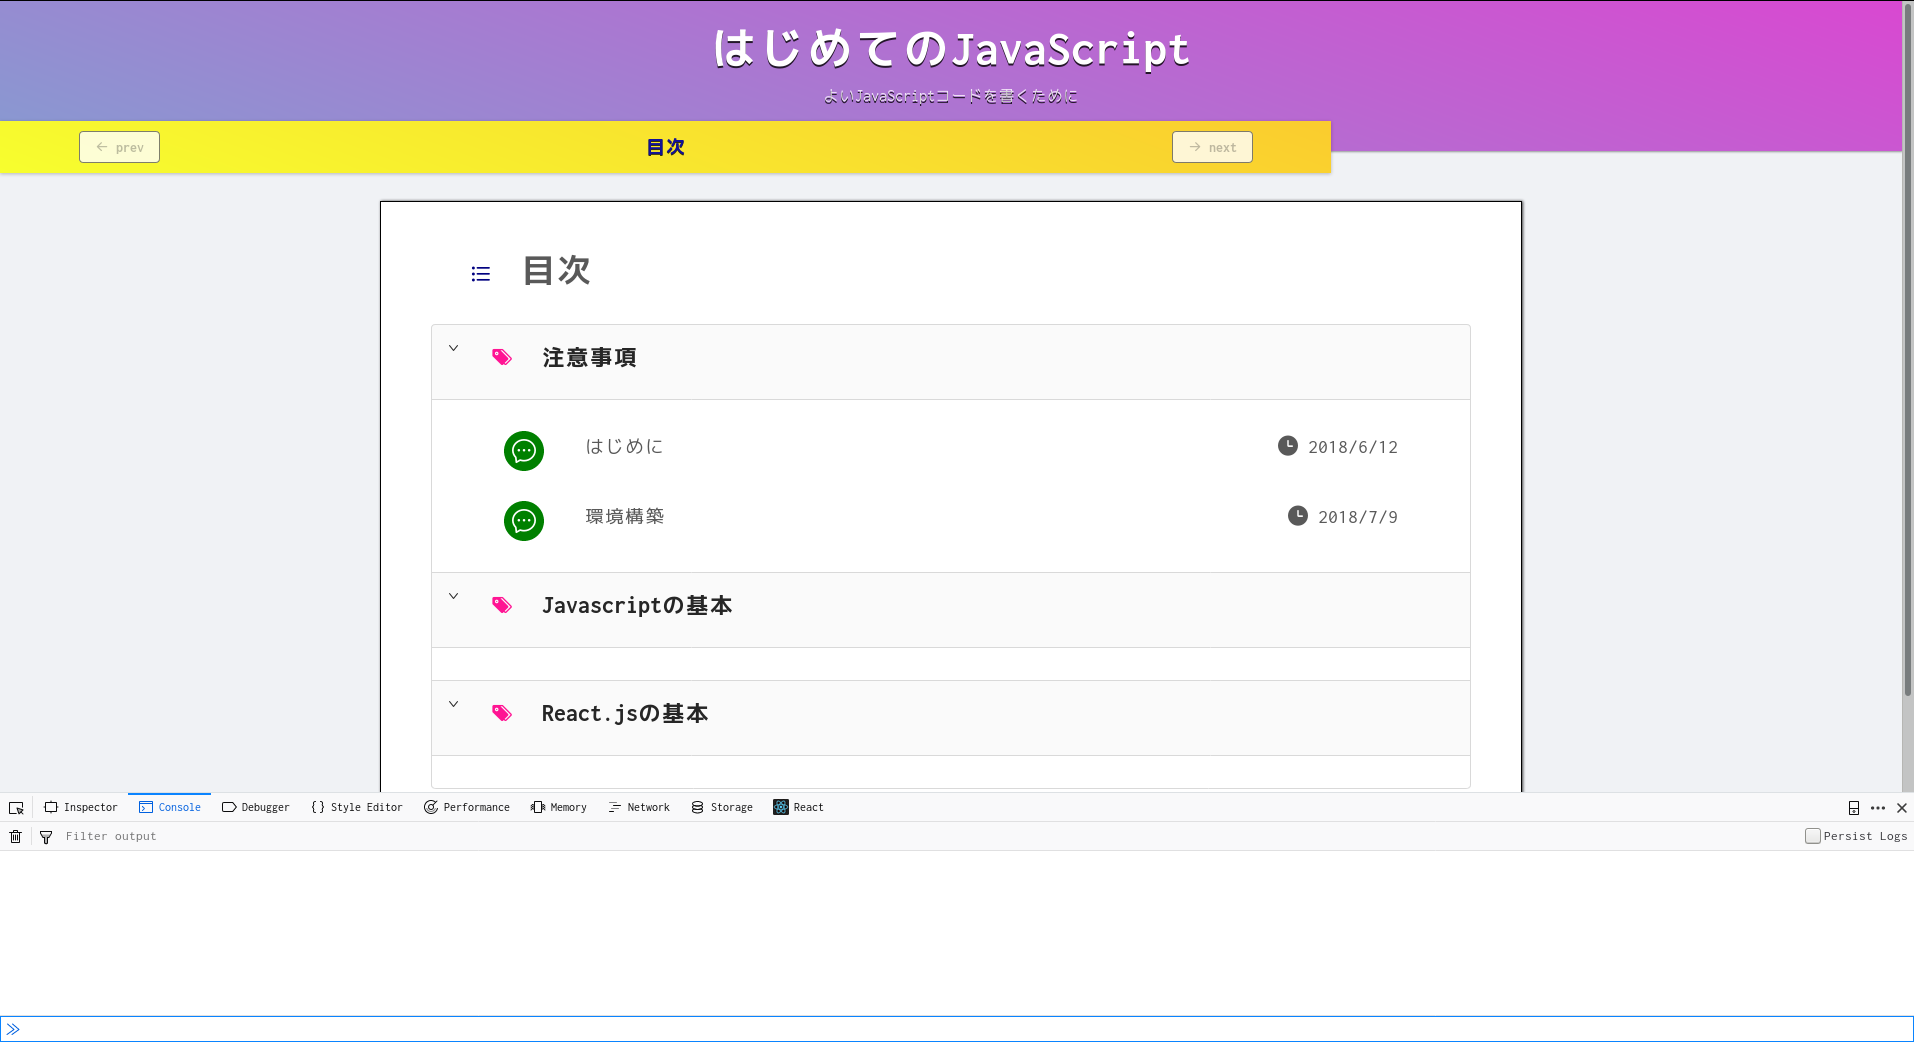 はじめてのJavaScript
よいJavaScriptコードを書くために
prev 目次 next
目次
注意事項
はじめに 2018/6/12
環境構築 2018/7/9
Javascriptの基本
React.jsの基本
Inspector Console Debugger Style Editor Performance Memory Network Storage React
Filter output Persist Logs